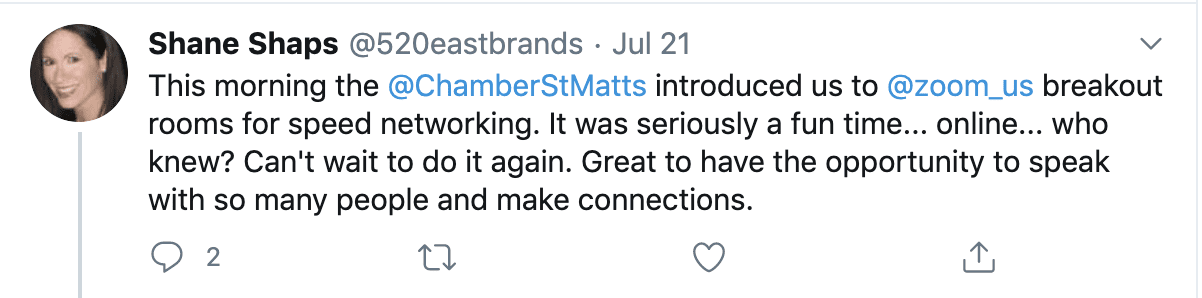 Shane Shaps @520eastbrands · Jul 21
This morning the @ChamberStMatts introduced us to @zoom_us breakout
rooms for speed networking. It was seriously a fun time... online... who
knew? Can't wait to do it again. Great to have the opportunity to speak
with so many people and make connections.
2